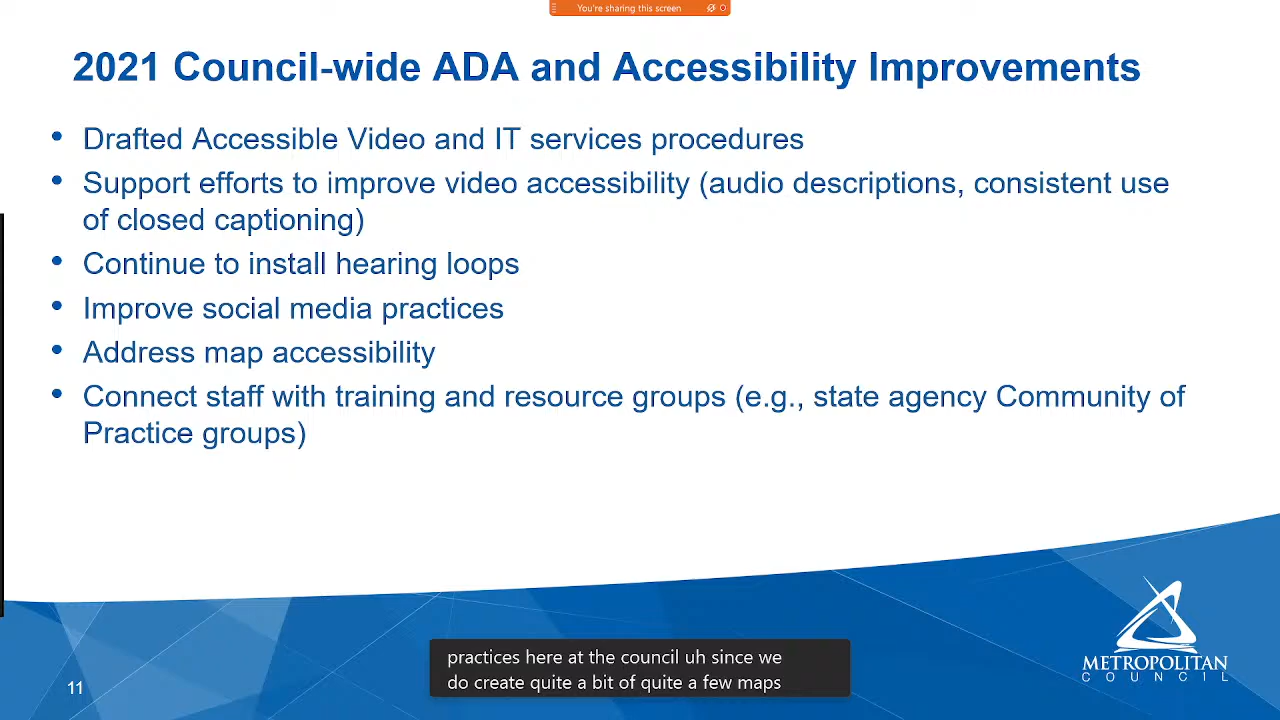 You're sharing this screen
2021 Council-wide ADA and Accessibility Improvements
• Drafted Accessible Video and IT services procedures
• Support efforts to improve video accessibility (audio descriptions, consistent use
of closed captioning)
• Continue to install hearing loops
• Improve social media practices
• Address map accessibility
• Connect staff with training and resource groups (e.g., state agency Community of
Practice groups)
practices here at the council uh since we
do create quite a bit of quite a few maps
METROPOLITAN
COUNCIL
11